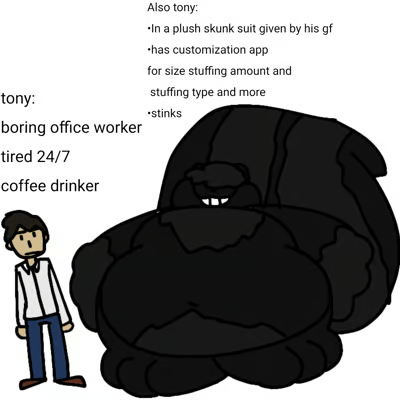 Also tony:
•In a plush skunk suit given by his gf
•has customization app
for size stuffing amount and
stuffing type and more
•stinks
tony:
boring office worker
tired 24/7
coffee drinker